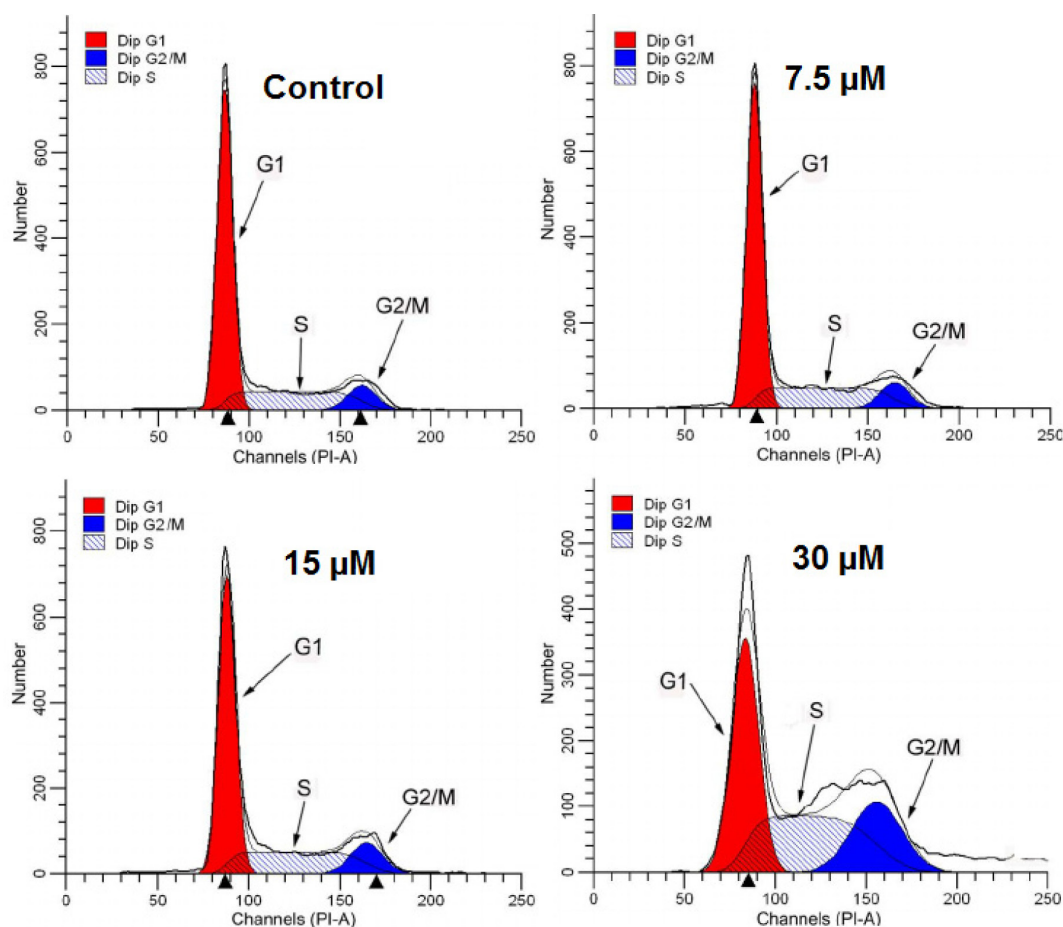 Dip G1
Dip G2/M
Dip S
Control
G1
S
G2/M
Number
800
600
400
200
0
0 50 100 150 200 250
Channels (PI-A)
Dip G1
Dip G2/M
Dip S
7.5 µM
G1
S
G2/M
Number
800
600
400
200
0
50 100 150 200 250
Channels (PI-A)
Dip G1
Dip G2/M
Dip S
15 µM
G1
S
G2/M
Number
800
600
400
200
0
0 50 100 150 200 250
Channels (PI-A)
Dip G1
Dip G2/M
Dip S
30 µM
G1
S
G2/M
Number
500
400
300
200
100
0
0 50 100 150 200 250
Channels (PI-A)